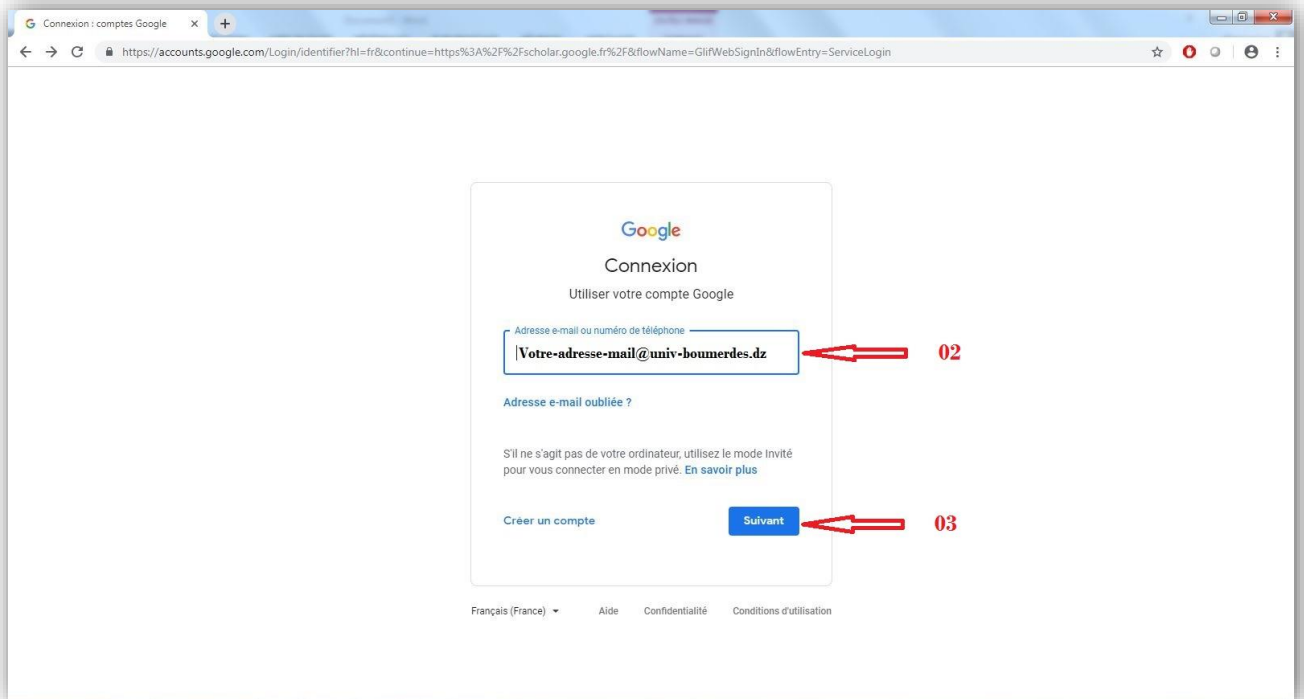 Connexion : comptes Google
https://accounts.google.com/Login/identifier?hl=fr&continue=https%3A%2F%2Fscholar.google.fr%2F&flowName=GlifWebSignIn&flowEntry=ServiceLogin
Google
Connexion
Utiliser votre compte Google
Adresse e-mail ou numéro de téléphone
Votre-adresse-mail@univ-boumerdes.dz
02
Adresse e-mail oubliée ?
S'il ne s'agit pas de votre ordinateur, utilisez le mode Invité
pour vous connecter en mode privé. En savoir plus
Créer un compte
Suivant
03
Français (France)
Aide
Confidentialité
Conditions d'utilisation